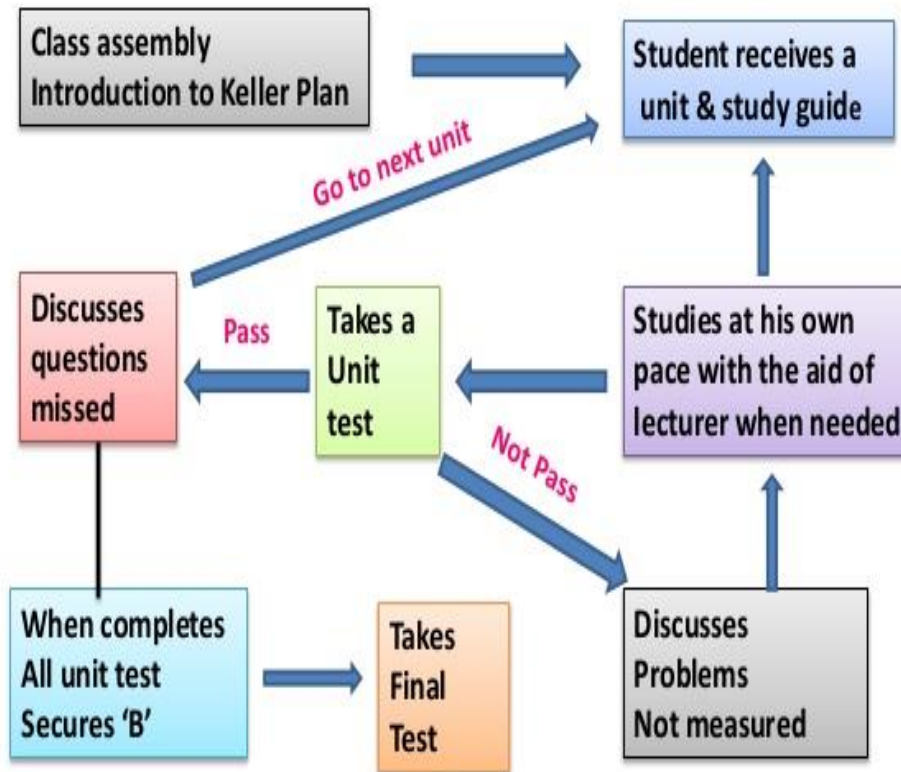 Class assembly
Introduction to Keller Plan
Student receives a
unit & study guide
Go to next unit
Discusses
questions
missed
Pass
Takes a
Unit
test
Studies at his own
pace with the aid of
lecturer when needed
Not Pass
When completes
All unit test
Secures ‘B’
Takes
Final
Test
Discusses
Problems
Not measured